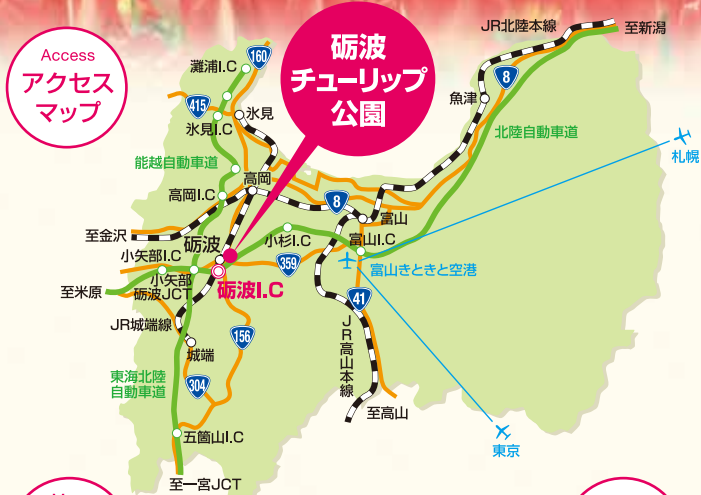 Access
アクセス
マップ
砺波
チューリップ
公園
JR北陸本線
至新潟
灘浦I.C
160
8
415
氷見
魚津
氷見I.C
北陸自動車道
札幌
能越自動車道
高岡
高岡I.C
8
富山
至金沢
砺波
小杉I.C
富山I.C
小矢部I.C
359
富山きときと空港
小矢部
砺波JCT
砺波I.C
至米原
41
JR城端線
156
JR高山本線
城端
東海北陸
自動車道
304
至高山
東京
五箇山I.C
至一宮JCT